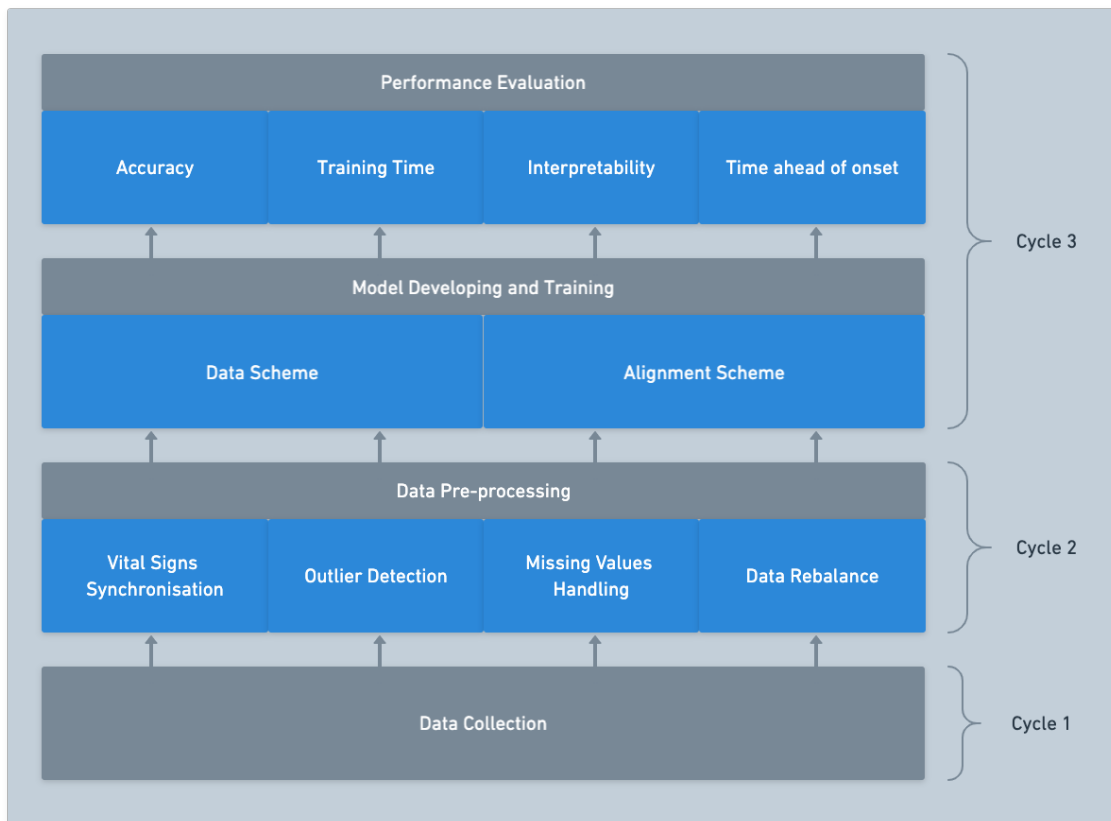 Performance Evaluation
Accuracy
Training Time
Interpretability
Time ahead of onset
Cycle 3
Model Developing and Training
Data Scheme
Alignment Scheme
Data Pre-processing
Vital Signs
Synchronisation
Outlier Detection
Missing Values
Handling
Data Rebalance
Cycle 2
Data Collection
Cycle 1